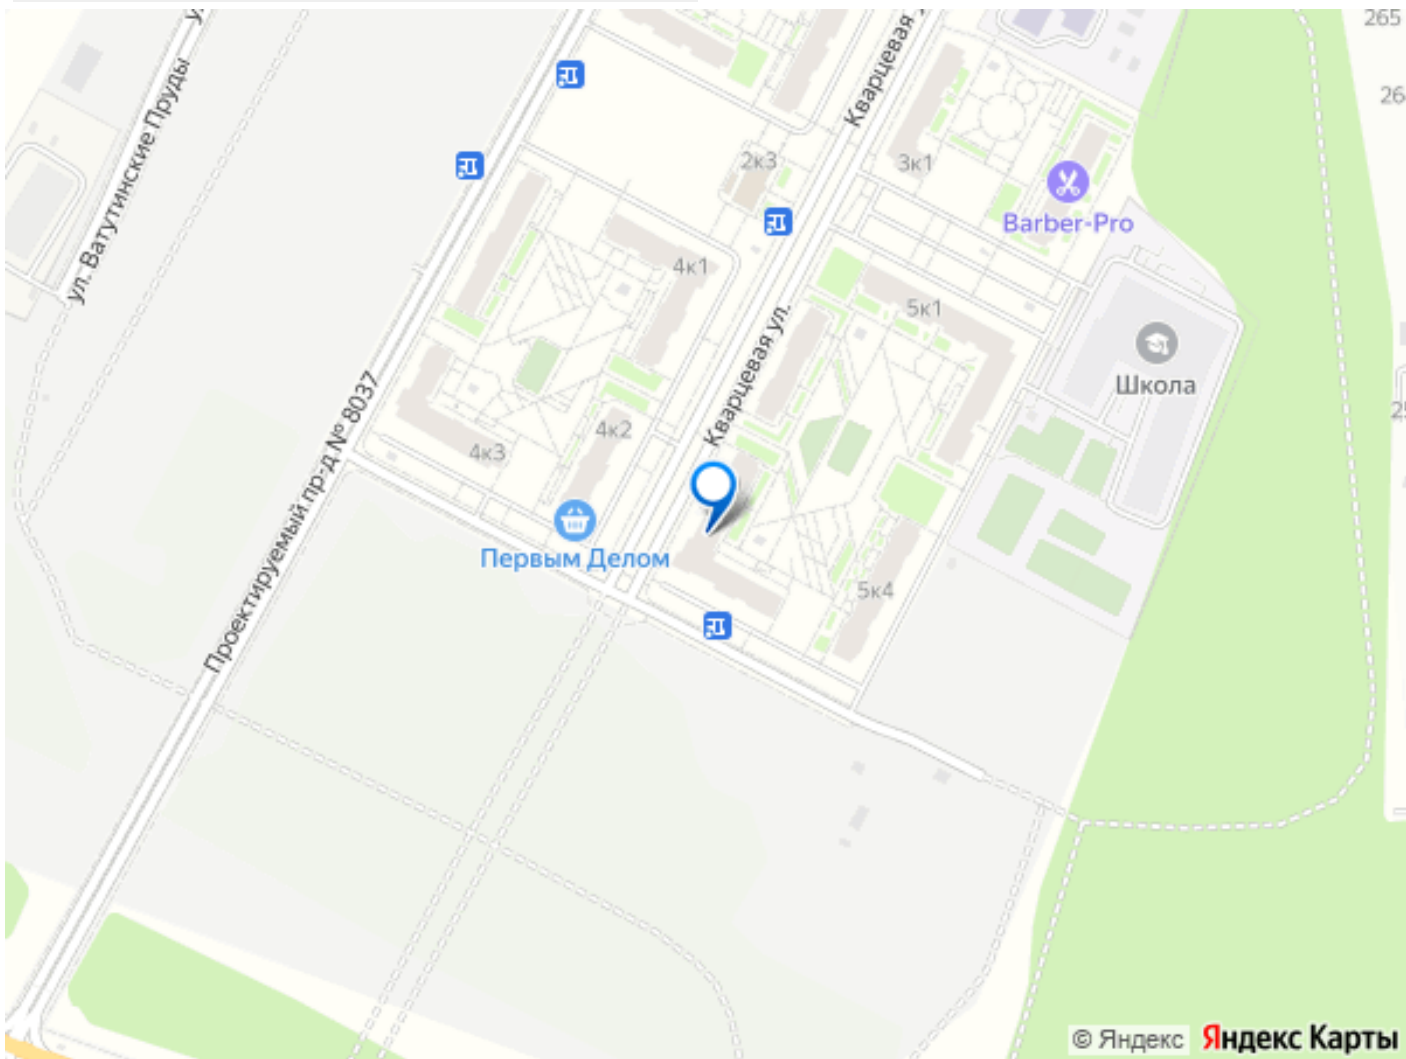 265
ул. Ватутинские Пруды
Кварцевая
2к3
3к1
Barber-Pro
4к1
5к1
Кварцевая ул.
Школа
Проектируемый пр-д № 8037
4к2
4к3
Первым Делом
5к4
© Яндекс Яндекс Карты